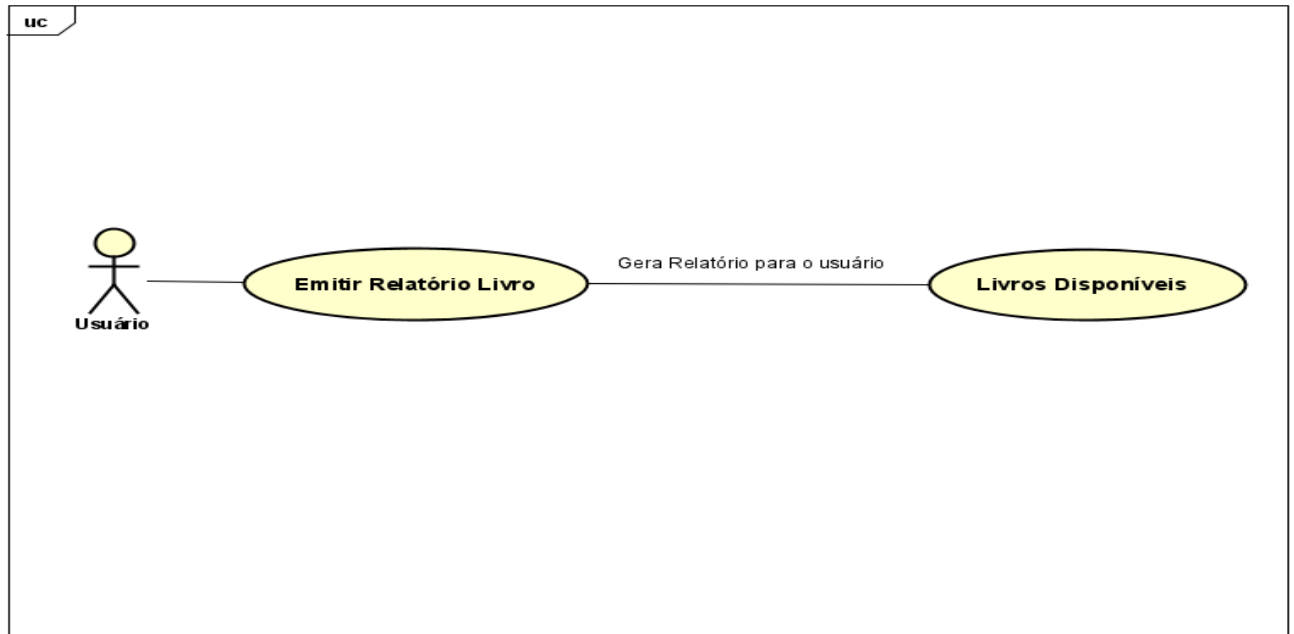 uc
Usuário
Emitir Relatório Livro
Gera Relatório para o usuário
Livros Disponíveis